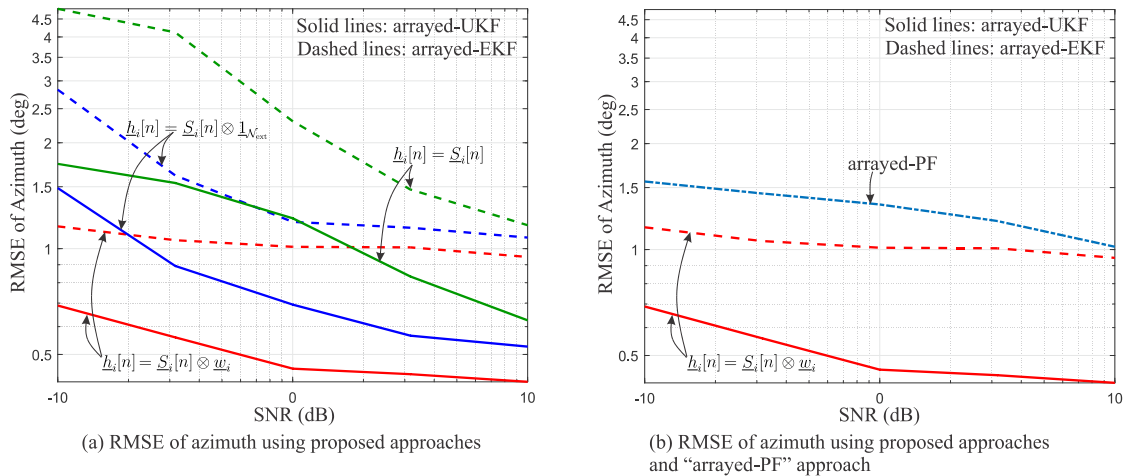 4.5
4
3.5
3
2.5
2
1.5
1
0.5
RMSE of Azimuth (deg)
Solid lines: arrayed-UKF
Dashed lines: arrayed-EKF
h_i[n] = S_i[n] ⊗ 1_{N_ext}
h_i[n] = S_i[n]
h_i[n] = S_i[n] ⊗ w_i
-10 0 10
SNR (dB)
(a) RMSE of azimuth using proposed approaches
4.5
4
3.5
3
2.5
2
1.5
1
0.5
RMSE of Azimuth (deg)
Solid lines: arrayed-UKF
Dashed lines: arrayed-EKF
arrayed-PF
h_i[n] = S_i[n] ⊗ w_i
-10 0 10
SNR (dB)
(b) RMSE of azimuth using proposed approaches
and “arrayed-PF” approach